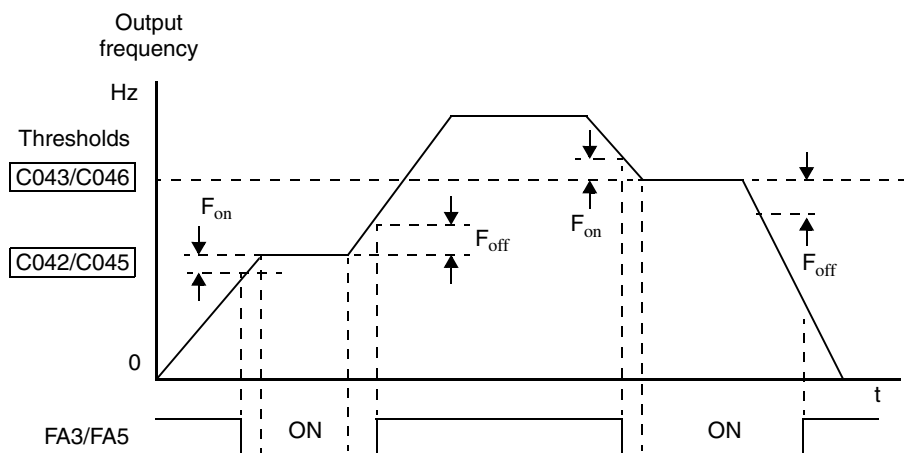 Output
frequency
Hz
Thresholds
C043/C046
Fon
Fon
Foff
Foff
C042/C045
0
t
FA3/FA5
ON
ON